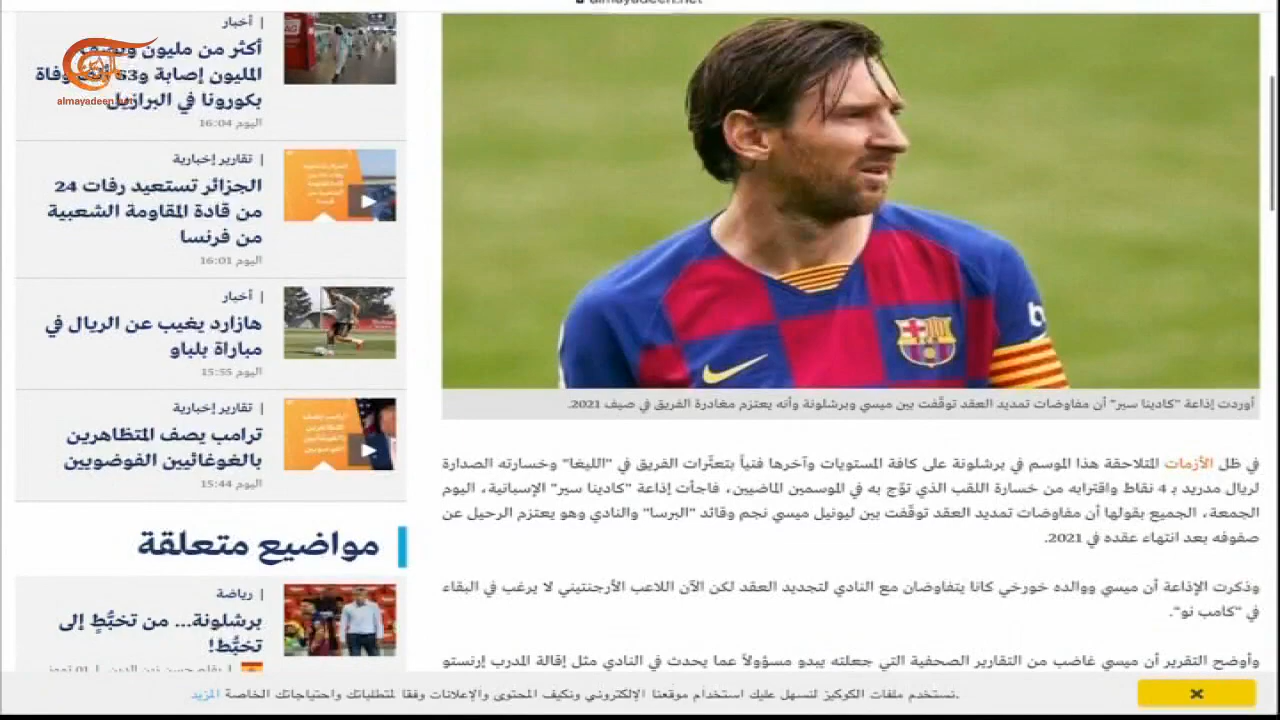 almayadeen.net
أوردت إذاعة "كادينا سير" أن مفاوضات تمديد العقد توقّفت بين ميسي وبرشلونة وأنه يعتزم مغادرة الفريق في صيف 2021.
في ظل الأزمات المتلاحقة هذا الموسم في برشلونة على كافة المستويات وآخرها فنياً بتعثّرات الفريق في "الليغا" وخسارته الصدارة
لريال مدريد بـ 4 نقاط واقترابه من خسارة اللقب الذي توّج به في الموسمين الماضيين، فاجأت إذاعة "كادينا سير" الإسبانية، اليوم
الجمعة، الجميع بقولها أن مفاوضات تمديد العقد توقّفت بين ليونيل ميسي نجم وقائد "البرسا" والنادي وهو يعتزم الرحيل عن
صفوفه بعد انتهاء عقده في 2021.
وذكرت الإذاعة أن ميسي ووالده خورخي كانا يتفاوضان مع النادي لتجديد العقد لكن الآن اللاعب الأرجنتيني لا يرغب في البقاء
في "كامب نو".
وأوضح التقرير أن ميسي غاضب من التقارير الصحفية التي جعلته يبدو مسؤولاً عما يحدث في النادي مثل إقالة المدرب إرنستو
| أخبار
أكثر من مليون ونصف
المليون إصابة و63 ألف وفاة
بكورونا في البرازيل
اليوم 16:04
| تقارير إخبارية
الجزائر تستعيد رفات 24
من قادة المقاومة الشعبية
من فرنسا
اليوم 16:01
| أخبار
هازارد يغيب عن الريال في
مباراة بلباو
اليوم 15:55
| تقارير إخبارية
ترامب يصف المتظاهرين
بالغوغائيين الفوضويين
اليوم 15:44
مواضيع متعلقة
| رياضة
برشلونة... من تخبُّطٍ إلى
تخبُّط!
نستخدم ملفات الكوكيز لنسهل عليك استخدام موقعنا الإلكتروني ونكيف المحتوى والإعلانات وفقا لمتطلباتك واحتياجاتك الخاصة. المزيد
almayadeen.net